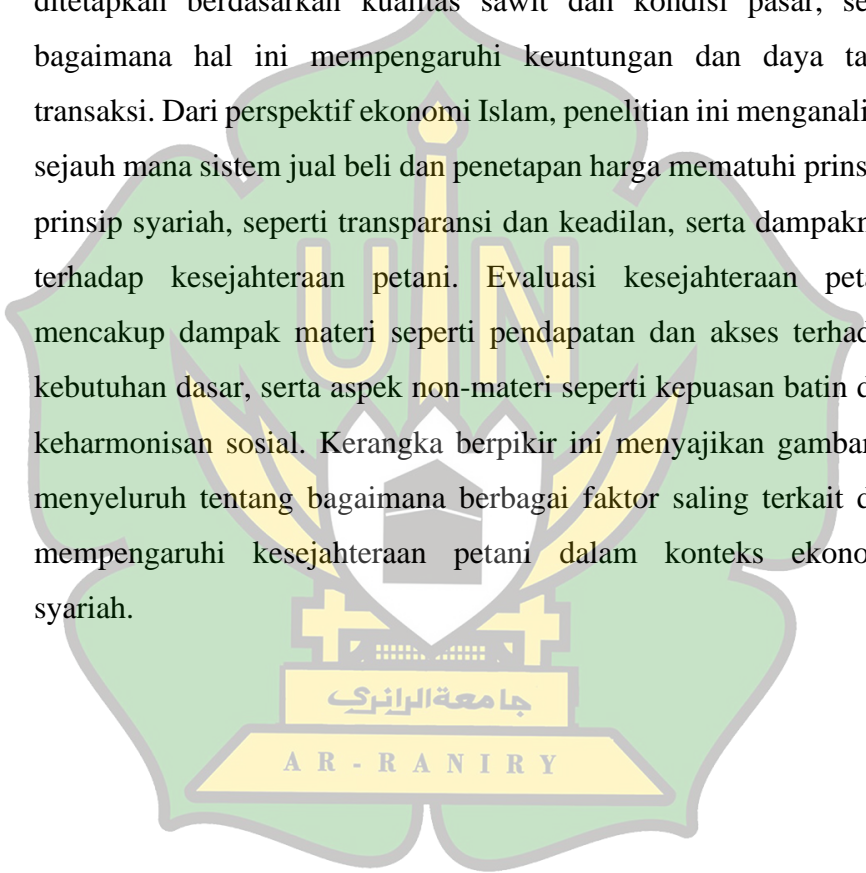 ditetapkan berdasarkan kualitas sawit dan kondisi pasar, se
bagaimana hal ini mempengaruhi keuntungan dan daya ta
transaksi. Dari perspektif ekonomi Islam, penelitian ini menganali
sejauh mana sistem jual beli dan penetapan harga mematuhi prins
prinsip syariah, seperti transparansi dan keadilan, serta dampakn
terhadap kesejahteraan petani. Evaluasi kesejahteraan peta
mencakup dampak materi seperti pendapatan dan akses terhad
kebutuhan dasar, serta aspek non-materi seperti kepuasan batin d
keharmonisan sosial. Kerangka berpikir ini menyajikan gambar
menyeluruh tentang bagaimana berbagai faktor saling terkait d
mempengaruhi kesejahteraan petani dalam konteks ekono
syariah.
UIN
جامعة الرانري
AR-RANIRY